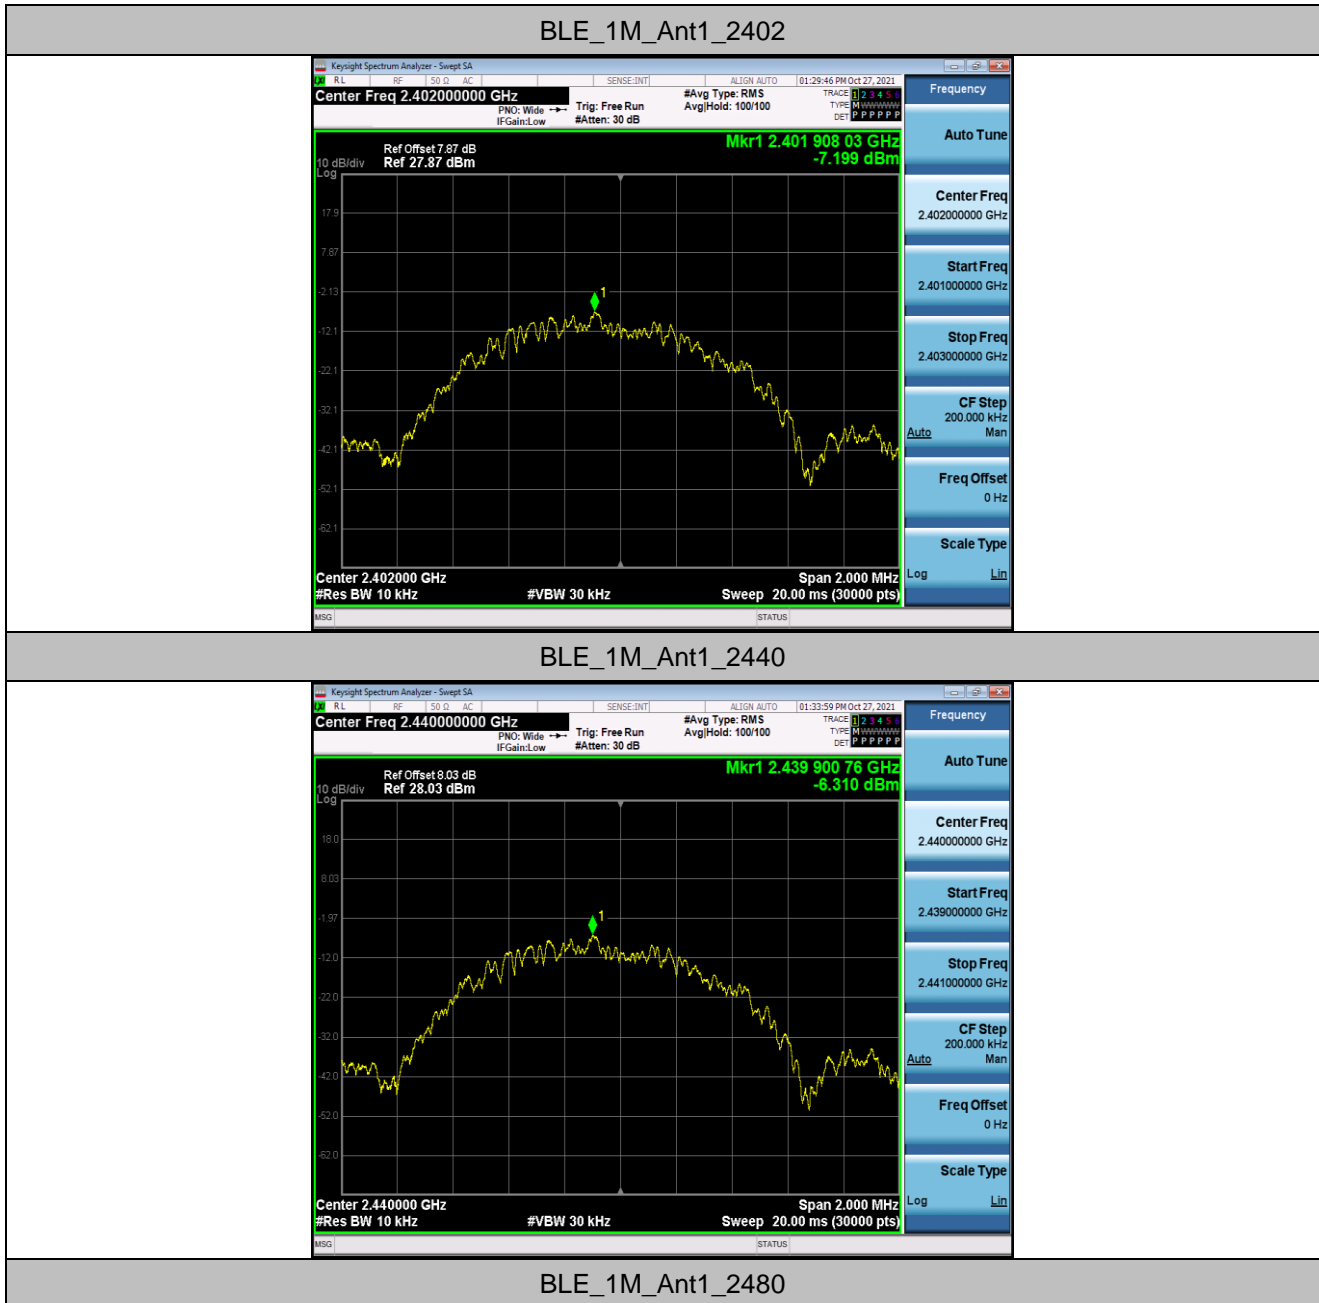 BLE_1M_Ant1_2402
Keysight Spectrum Analyzer - Swept SA
RL RF 50 Ω AC SENSE:INT ALIGN AUTO 01:29:46 PM Oct 27, 2021
Center Freq 2.402000000 GHz
PNO: Wide
IFGain:Low
Trig: Free Run
#Atten: 30 dB
#Avg Type: RMS
Avg|Hold: 100/100
TRACE 1 2 3 4 5 6
TYPE M WWWWW
DET P P P P P P
Mkr1 2.401 908 03 GHz
-7.199 dBm
Ref Offset 7.87 dB
10 dB/div Ref 27.87 dBm
Log
17.9
7.87
-2.13
1
-12.1
-22.1
-32.1
-42.1
-52.1
-62.1
Center 2.402000 GHz Span 2.000 MHz
#Res BW 10 kHz #VBW 30 kHz Sweep 20.00 ms (30000 pts)
MSG STATUS
Frequency
Auto Tune
Center Freq
2.402000000 GHz
Start Freq
2.401000000 GHz
Stop Freq
2.403000000 GHz
CF Step
200.000 kHz
Auto Man
Freq Offset
0 Hz
Scale Type
Log Lin
BLE_1M_Ant1_2440
Keysight Spectrum Analyzer - Swept SA
RL RF 50 Ω AC SENSE:INT ALIGN AUTO 01:33:59 PM Oct 27, 2021
Center Freq 2.440000000 GHz
PNO: Wide
IFGain:Low
Trig: Free Run
#Atten: 30 dB
#Avg Type: RMS
Avg|Hold: 100/100
TRACE 1 2 3 4 5 6
TYPE M WWWWW
DET P P P P P P
Mkr1 2.439 900 76 GHz
-6.310 dBm
Ref Offset 8.03 dB
10 dB/div Ref 28.03 dBm
Log
18.0
8.03
-1.97
1
-12.0
-22.0
-32.0
-42.0
-52.0
-62.0
Center 2.440000 GHz Span 2.000 MHz
#Res BW 10 kHz #VBW 30 kHz Sweep 20.00 ms (30000 pts)
MSG STATUS
Frequency
Auto Tune
Center Freq
2.440000000 GHz
Start Freq
2.439000000 GHz
Stop Freq
2.441000000 GHz
CF Step
200.000 kHz
Auto Man
Freq Offset
0 Hz
Scale Type
Log Lin
BLE_1M_Ant1_2480